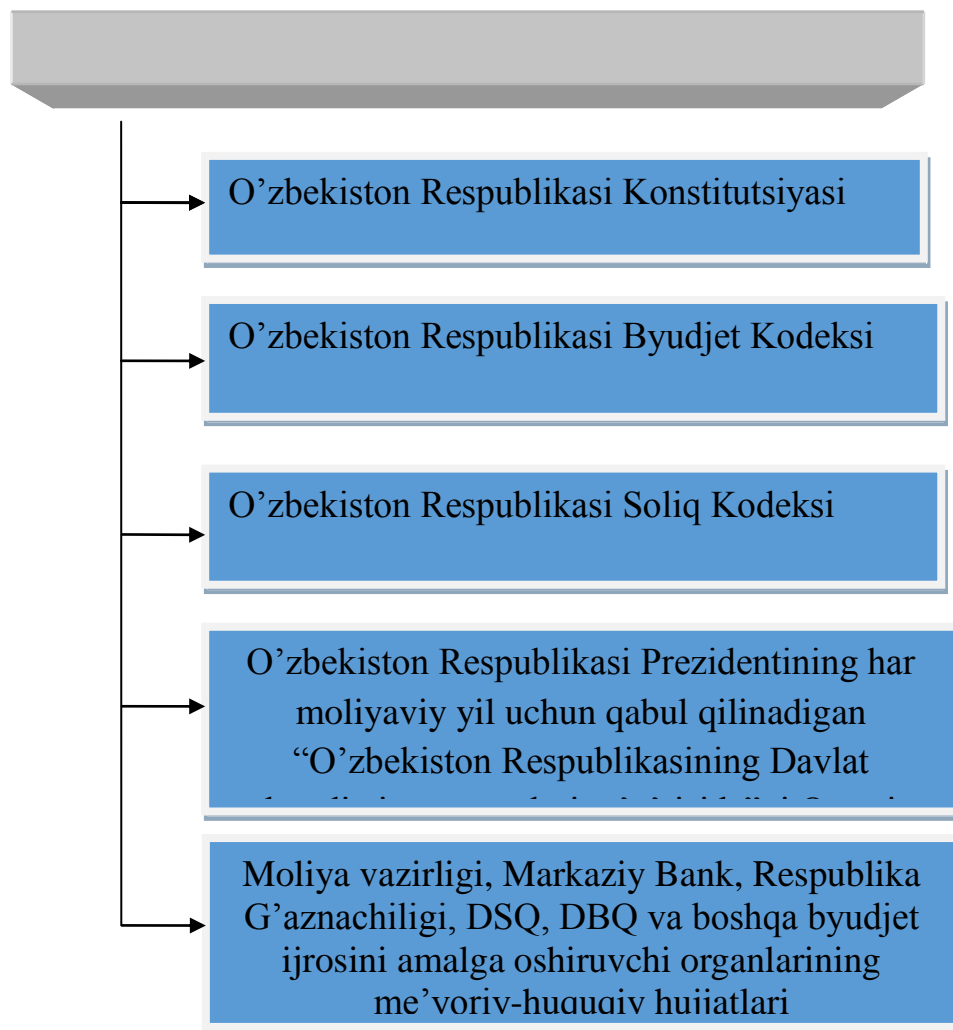 O’zbekiston Respublikasi Konstitutsiyasi
O’zbekiston Respublikasi Byudjet Kodeksi
O’zbekiston Respublikasi Soliq Kodeksi
O’zbekiston Respublikasi Prezidentining har
moliyaviy yil uchun qabul qilinadigan
“O’zbekiston Respublikasining Davlat
Moliya vazirligi, Markaziy Bank, Respublika
G’aznachiligi, DSQ, DBQ va boshqa byudjet
ijrosini amalga oshiruvchi organlarining
me’yoriy-huquqiy hujjatlari